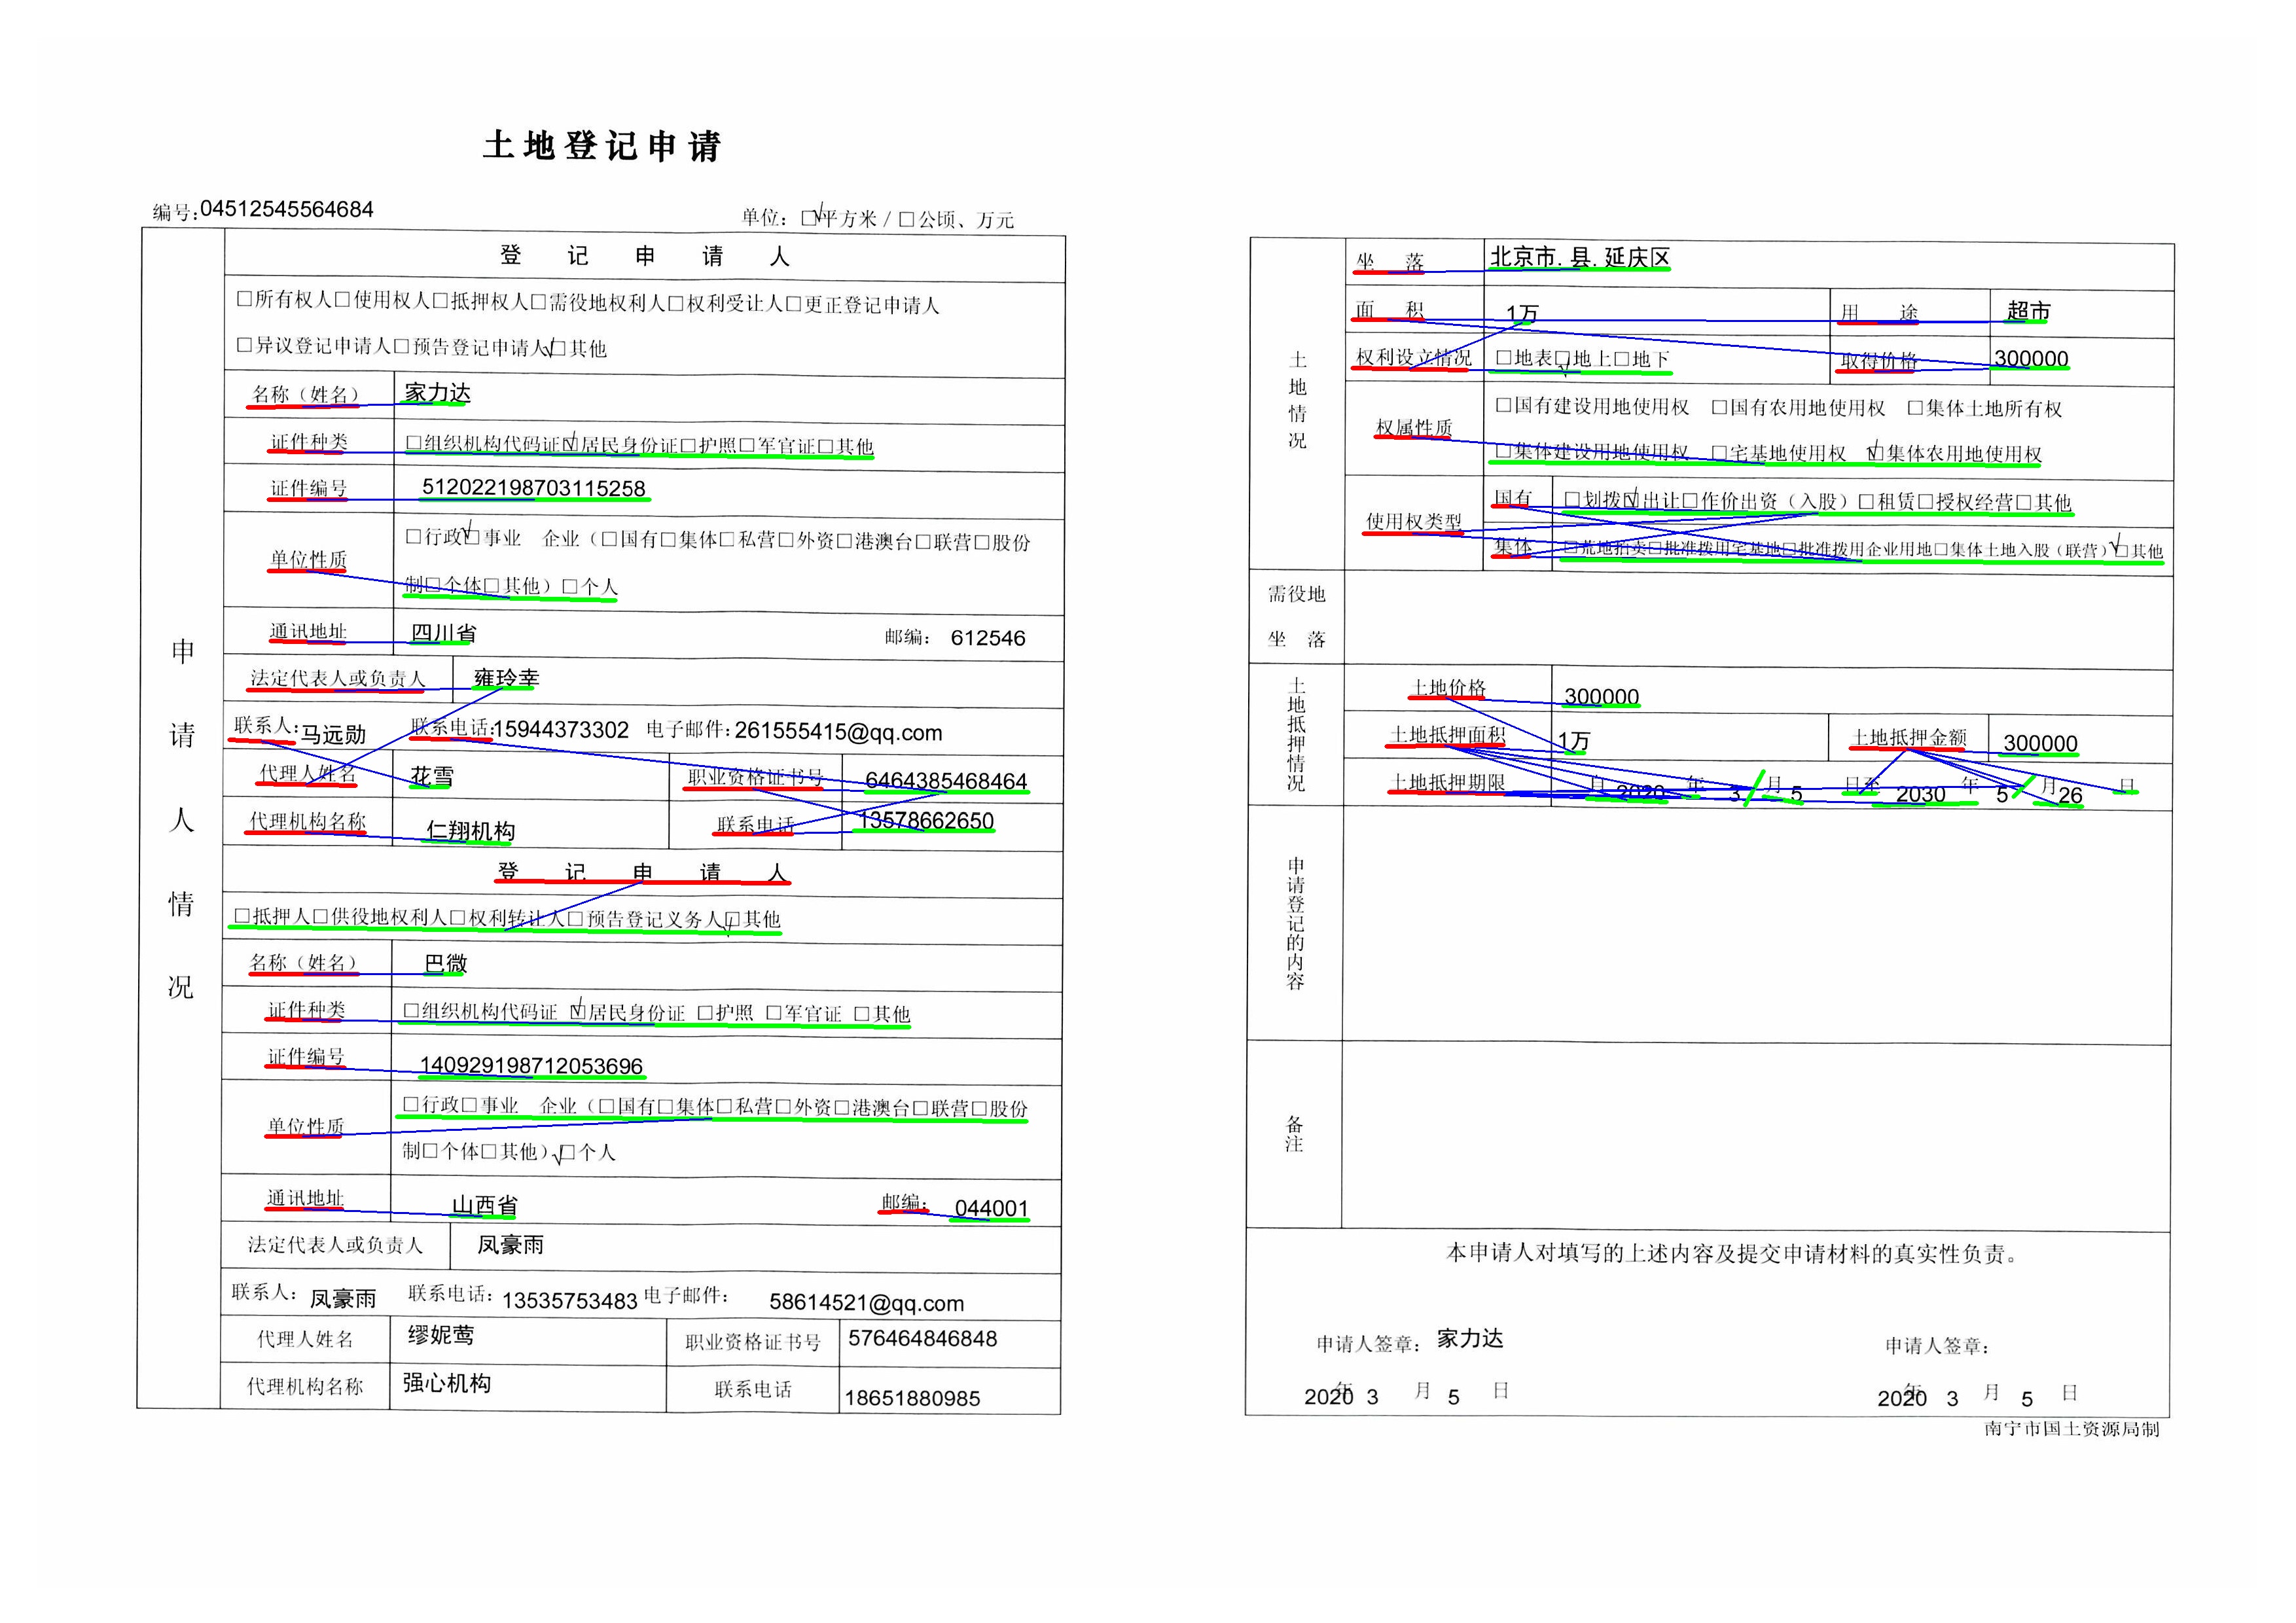 土地登记申请
编号:04512545564684 单位：□√平方米/□公顷、万元
登记申请人
□所有权人□使用权人□抵押权人□需役地权利人□权利受让人□更正登记申请人
□异议登记申请人□预告登记申请人√□其他
名称（姓名） 家力达
证件种类 □组织机构代码证□√居民身份证□护照□军官证□其他
证件编号 512022198703115258
单位性质 □行政√□事业 企业（□国有□集体□私营□外资□港澳台□联营□股份
制□个体□其他）□个人
通讯地址 四川省 邮编： 612546
法定代表人或负责人 雍玲幸
联系人:马远勋 联系电话:15944373302 电子邮件:261555415@qq.com
代理人姓名 花雪 职业资格证书号 6464385468464
代理机构名称 仁翔机构 联系电话 13578662650
登记申请人
□抵押人□供役地权利人□权利转让人□预告登记义务人□√其他
名称（姓名） 巴微
证件种类 □组织机构代码证 □√居民身份证 □护照 □军官证 □其他
证件编号 140929198712053696
单位性质 □行政□事业 企业（□国有□集体□私营□外资□港澳台□联营□股份
制□个体□其他）√□个人
通讯地址 山西省 邮编： 044001
法定代表人或负责人 凤豪雨
联系人： 凤豪雨 联系电话：13535753483 电子邮件： 58614521@qq.com
代理人姓名 缪妮莺 职业资格证书号 576464846848
代理机构名称 强心机构 联系电话 18651880985
申请人情况
土地情况
坐落 北京市.县.延庆区
面积 1万 用途 超市
权利设立情况 □地表□√地上□地下 取得价格 300000
权属性质 □国有建设用地使用权 □国有农用地使用权 □集体土地所有权
□集体建设用地使用权 □宅基地使用权 √□集体农用地使用权
使用权类型 国有 □划拨□√出让□作价出资（入股）□租赁□授权经营□其他
集体 □荒地拍卖□批准拨用宅基地□批准拨用企业用地□集体土地入股（联营）√□其他
需役地
坐落
土地抵押情况
土地价格 300000
土地抵押面积 1万 土地抵押金额 300000
土地抵押期限 自 2020 年 3 月 5 日至 2030 年 5 月 26 日
申请登记的内容
备注
本申请人对填写的上述内容及提交申请材料的真实性负责。
申请人签章： 家力达 申请人签章：
2020 年 3 月 5 日 2020 年 3 月 5 日
南宁市国土资源局制